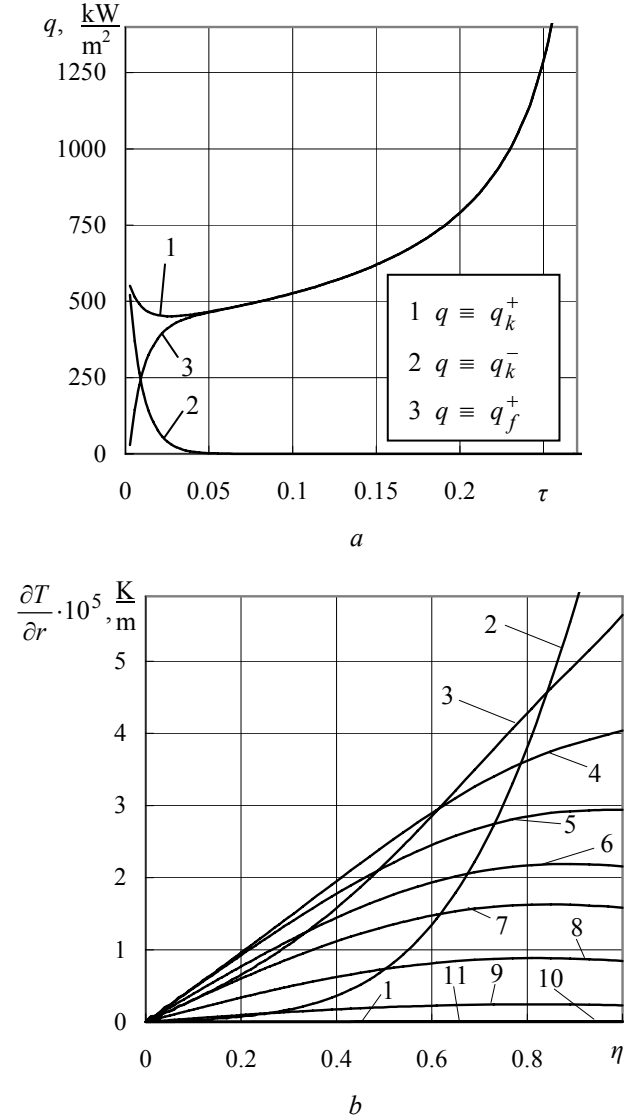 q, kW/m²
1250
1000
750
500
250
0
1
3
2
1 q ≡ q_k^+
2 q ≡ q_k^-
3 q ≡ q_f^+
0 0.05 0.1 0.15 0.2 τ
a
∂T/∂r ·10⁵, K/m
5
4
3
2
1
0
2
3
4
5
6
7
8
1 11 9 10
0 0.2 0.4 0.6 0.8 η
b